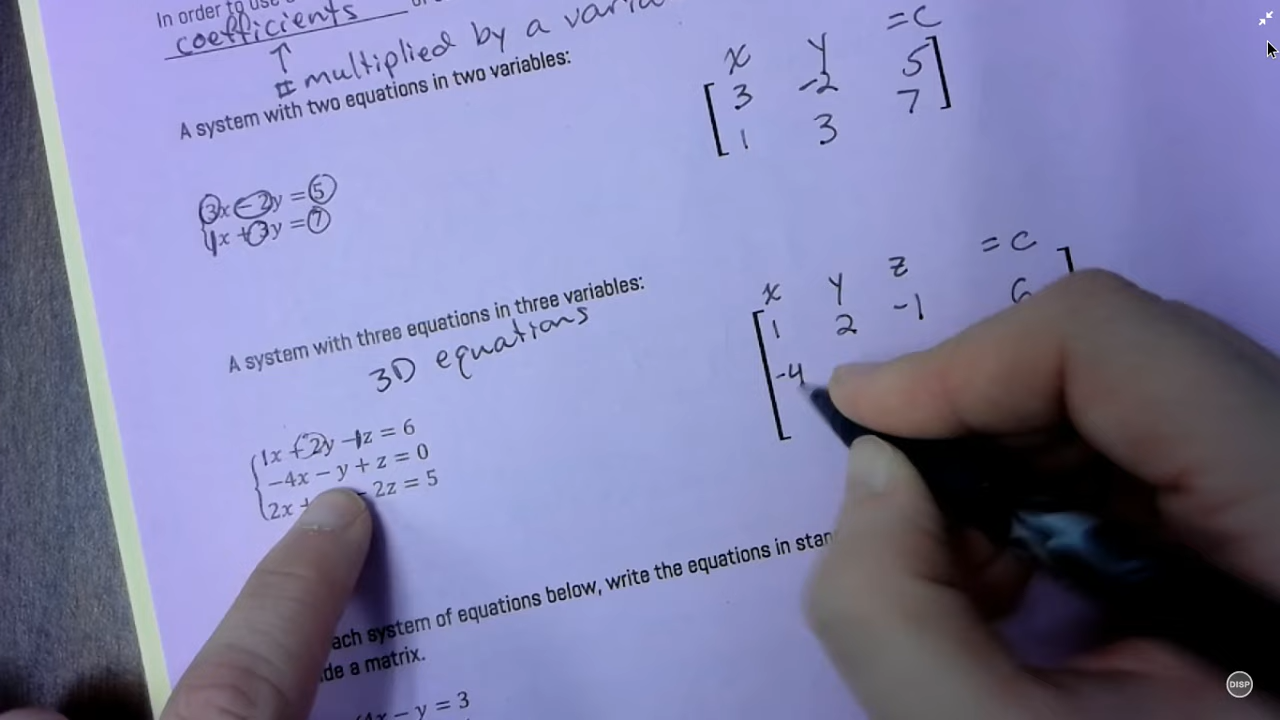 In order to use
coefficients
# multiplied by a varia
A system with two equations in two variables:
x y =c
3 -2 5
1 3 7
3x - 2y = 5
1x + 3y = 7
A system with three equations in three variables:
3D equations
x y z =c
1 2 -1 6
-4
1x + 2y - 1z = 6
-4x - y + z = 0
2x + - 2z = 5
ach system of equations below, write the equations in stan
de a matrix.
4x - y = 3
DISP